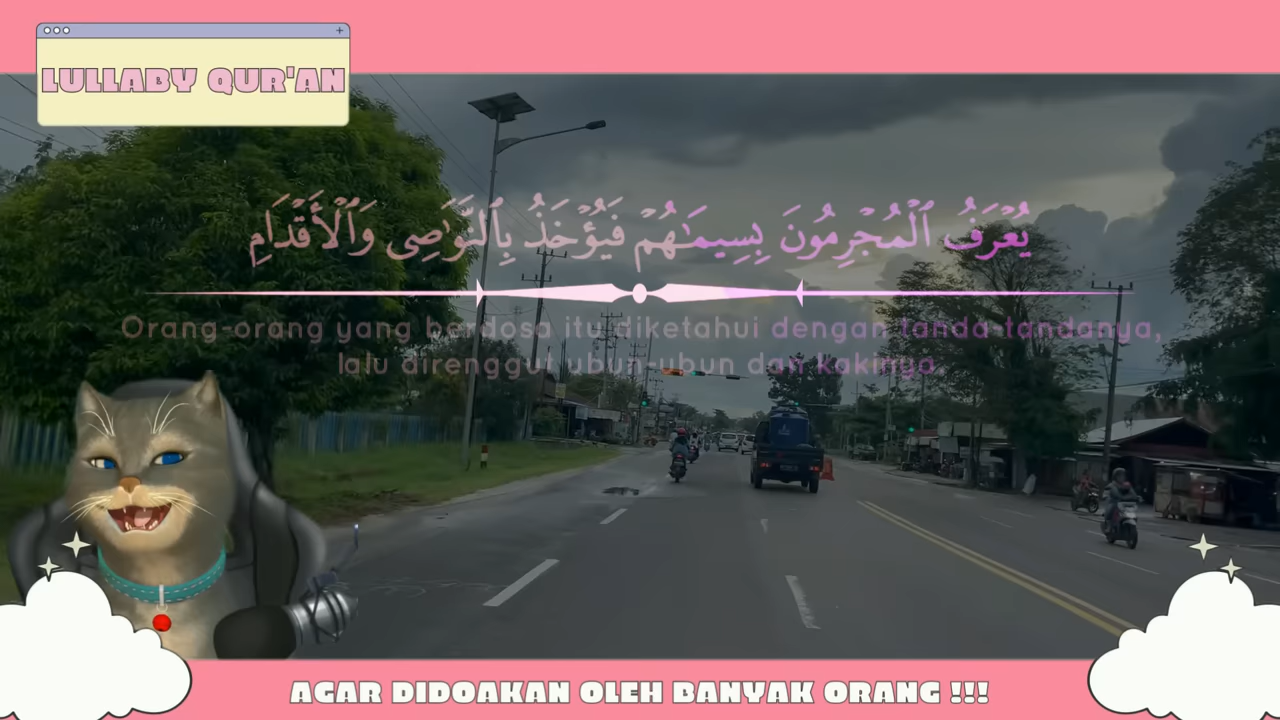 LULLABY QUR'AN
يُعْرَفُ ٱلْمُجْرِمُونَ بِسِيمَـٰهُمْ فَيُؤْخَذُ بِٱلنَّوَٰصِى وَٱلْأَقْدَامِ
Orang-orang yang berdosa itu diketahui dengan tanda-tandanya,
lalu direnggut ubun-ubun dan kakinya.
AGAR DIDOAKAN OLEH BANYAK ORANG !!!